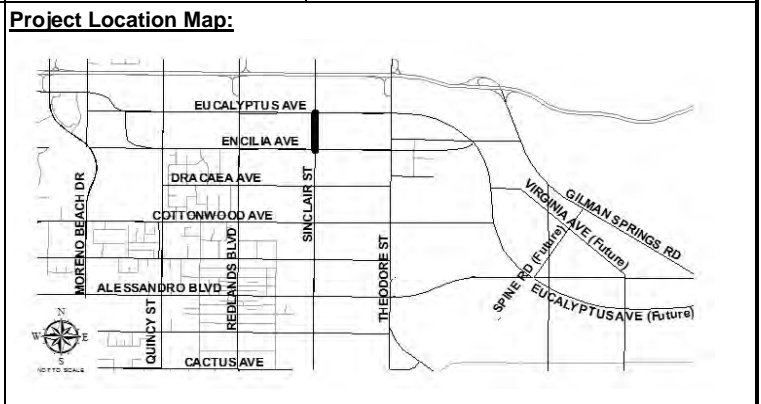 Project Location Map:
EUCALYPTUS AVE
ENCILIA AVE
DRACAEA AVE
COTTONWOOD AVE
ALESSANDRO BLVD
CACTUS AVE
MORENO BEACH DR
QUINCY ST
REDLANDS BLVD
SINCLAIR ST
THEODORE ST
GILMAN SPRINGS RD
VIRGINIA AVE (Future)
SPINE RD (Future)
EUCALYPTUS AVE (Future)
N
W
E
S
NOT TO SCALE